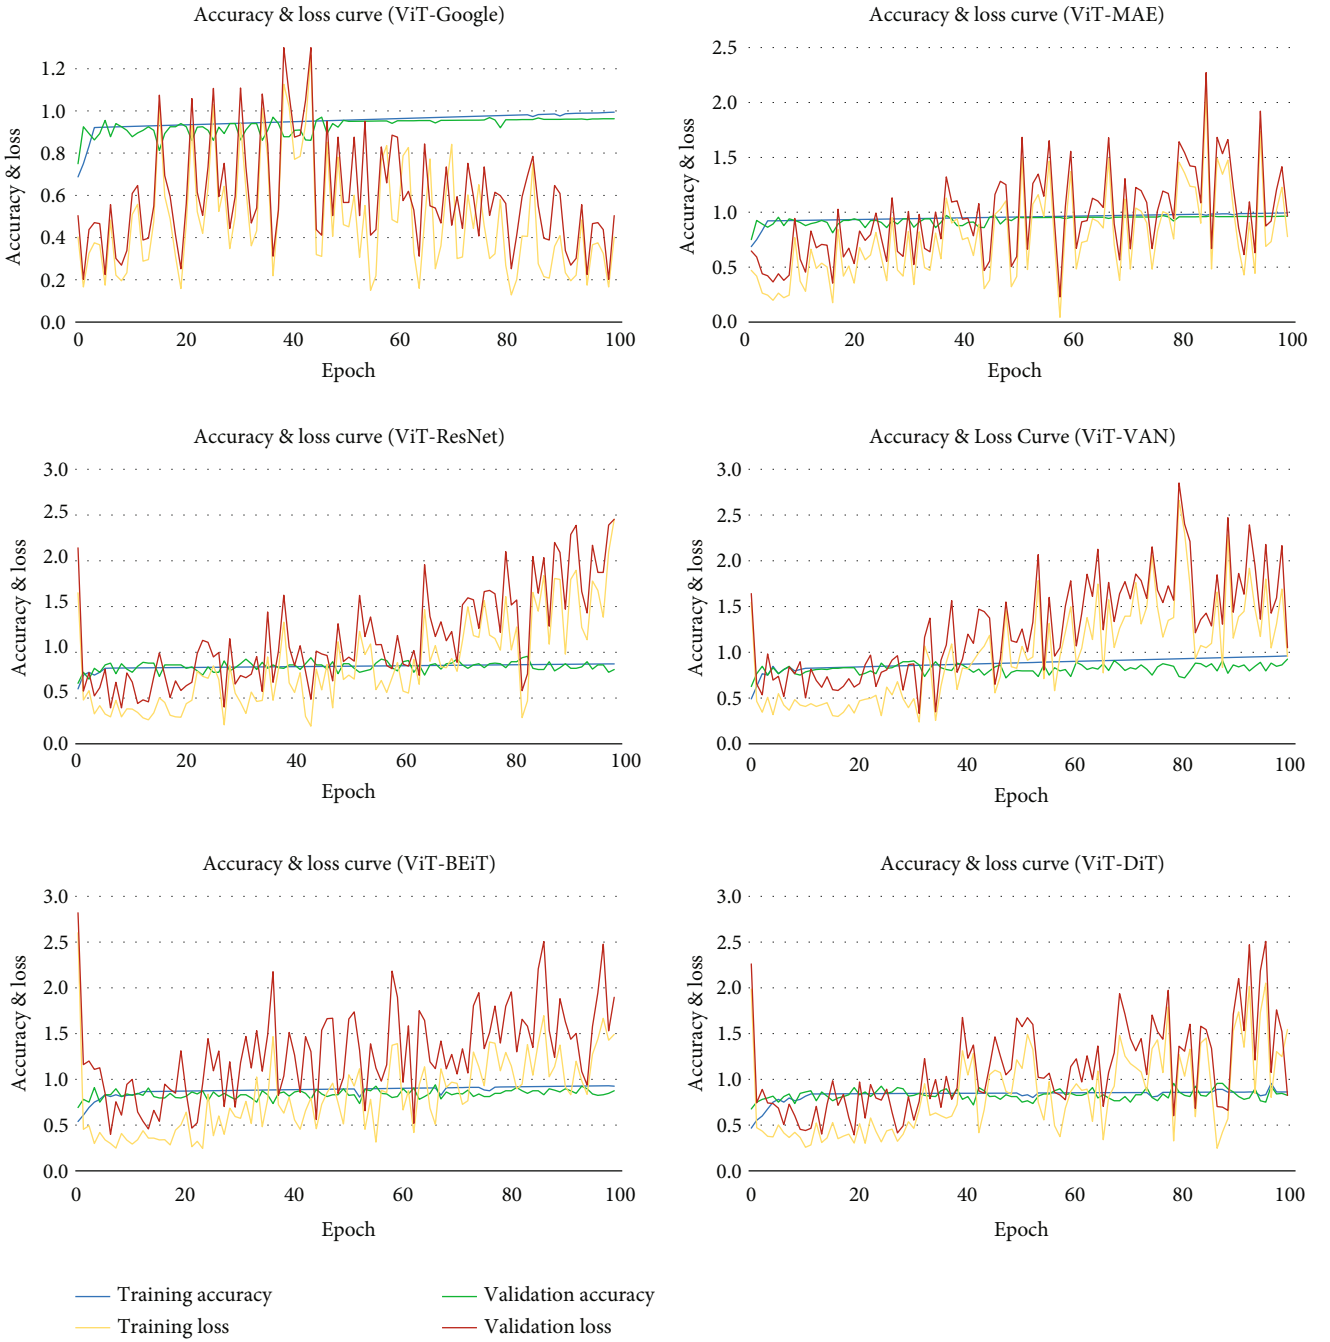 Accuracy & loss curve (ViT-Google)
Accuracy & loss
1.2
1.0
0.8
0.6
0.4
0.2
0.0
0 20 40 60 80 100
Epoch
Accuracy & loss curve (ViT-MAE)
Accuracy & loss
2.5
2.0
1.5
1.0
0.5
0.0
0 20 40 60 80 100
Epoch
Accuracy & loss curve (ViT-ResNet)
Accuracy & loss
3.0
2.5
2.0
1.5
1.0
0.5
0.0
0 20 40 60 80 100
Epoch
Accuracy & Loss Curve (ViT-VAN)
Accuracy & loss
3.0
2.5
2.0
1.5
1.0
0.5
0.0
0 20 40 60 80 100
Epoch
Accuracy & loss curve (ViT-BEiT)
Accuracy & loss
3.0
2.5
2.0
1.5
1.0
0.5
0.0
0 20 40 60 80 100
Epoch
Accuracy & loss curve (ViT-DiT)
Accuracy & loss
3.0
2.5
2.0
1.5
1.0
0.5
0.0
0 20 40 60 80 100
Epoch
Training accuracy
Training loss
Validation accuracy
Validation loss